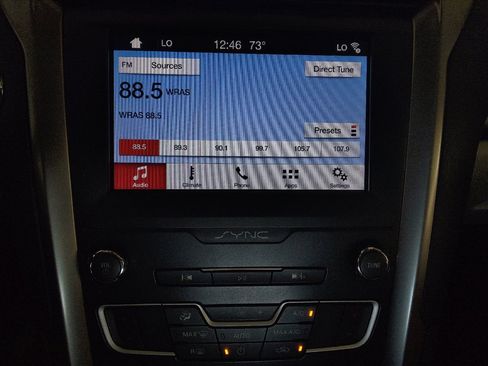 LO 12:46 73° LO
FM Sources Direct Tune
88.5 WRAS
WRAS 88.5
Presets
88.5 89.3 90.1 99.7 105.7 107.9
Audio Climate Phone Apps Settings
SYNC
VOL TUNE
A/C
MAX AUTO MAX A/C
R